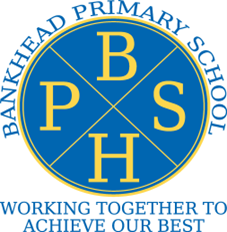 BANKHEAD PRIMARY SCHOOL
B
P S
H
WORKING TOGETHER TO
ACHIEVE OUR BEST